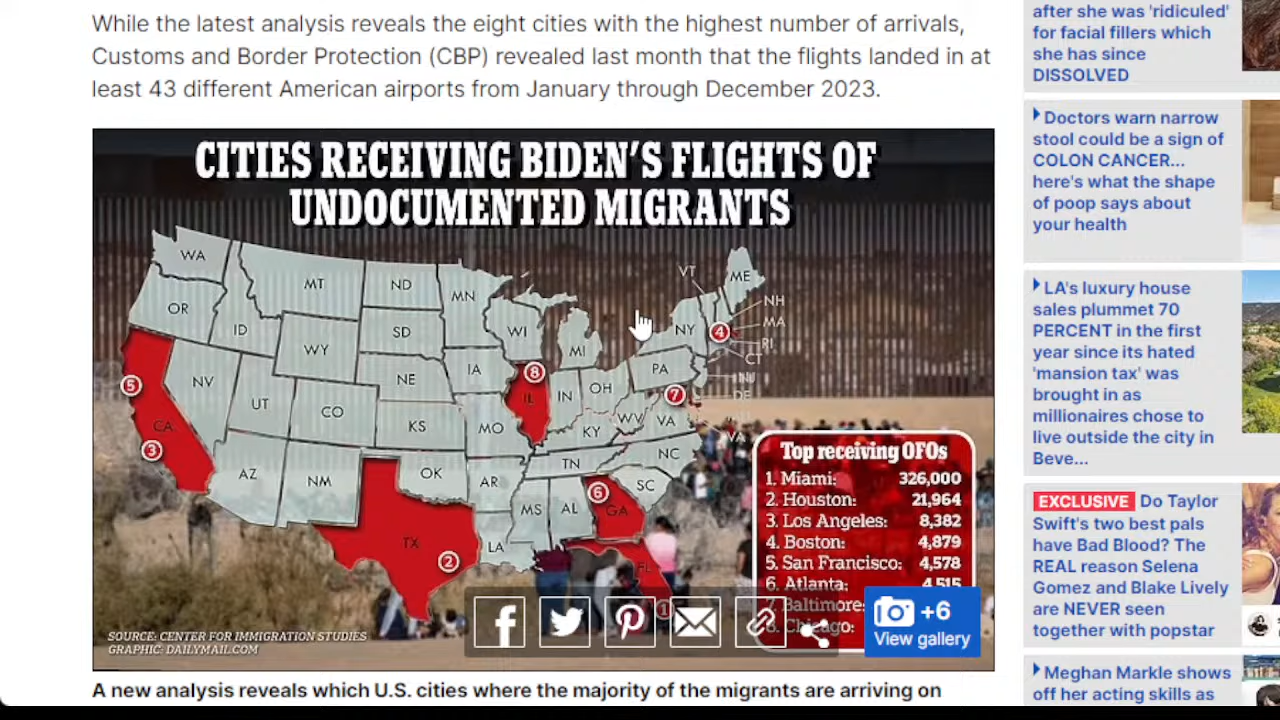 While the latest analysis reveals the eight cities with the highest number of arrivals,
Customs and Border Protection (CBP) revealed last month that the flights landed in at
least 43 different American airports from January through December 2023.
CITIES RECEIVING BIDEN'S FLIGHTS OF
UNDOCUMENTED MIGRANTS
WA
MT
ND
MN
VT
ME
OR
ID
SD
WI
NY
4
NH
MA
RI
CT
NJ
DE
WY
MI
5
NV
NE
IA
8
PA
7
UT
CO
IL
IN
OH
WV
VA
CA
KS
MO
KY
3
AZ
NM
OK
AR
TN
NC
SC
MS
AL
6
GA
TX
LA
2
FL
1
Top receiving OFOs
1. Miami: 326,000
2. Houston: 21,964
3. Los Angeles: 8,382
4. Boston: 4,879
5. San Francisco: 4,578
6. Atlanta: 4,515
7. Baltimore:
8. Chicago:
+6
View gallery
SOURCE: CENTER FOR IMMIGRATION STUDIES
GRAPHIC: DAILYMAIL.COM
A new analysis reveals which U.S. cities where the majority of the migrants are arriving on
after she was 'ridiculed'
for facial fillers which
she has since
DISSOLVED
Doctors warn narrow
stool could be a sign of
COLON CANCER...
here's what the shape
of poop says about
your health
LA's luxury house
sales plummet 70
PERCENT in the first
year since its hated
'mansion tax' was
brought in as
millionaires chose to
live outside the city in
Beve...
EXCLUSIVE Do Taylor
Swift's two best pals
have Bad Blood? The
REAL reason Selena
Gomez and Blake Lively
are NEVER seen
together with popstar
Meghan Markle shows
off her acting skills as